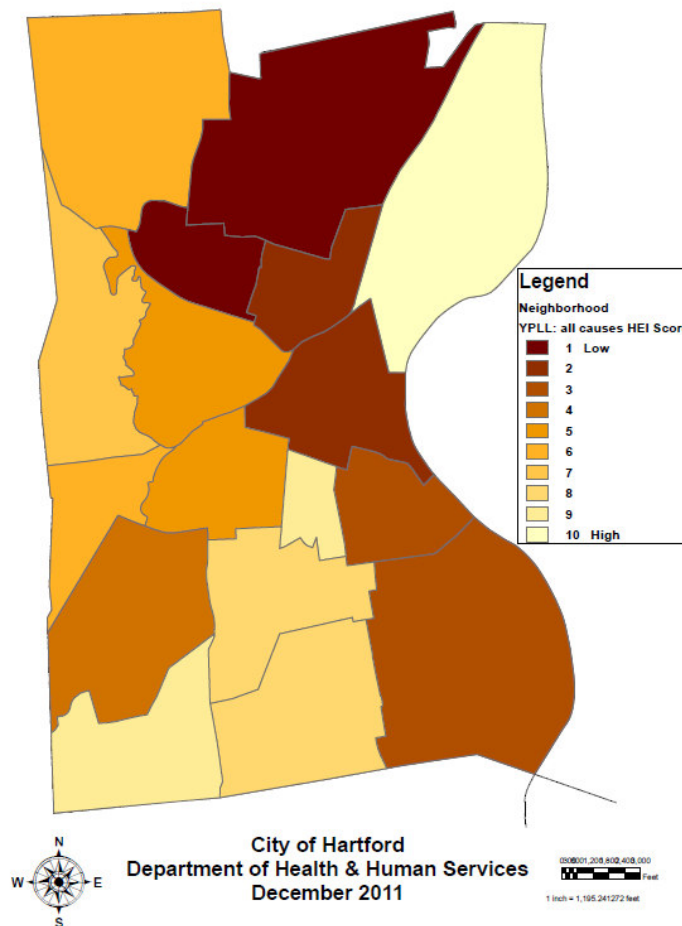 Legend
Neighborhood
YPLL: all causes HEI Scor
1 Low
2
3
4
5
6
7
8
9
10 High
N
W E
S
City of Hartford
Department of Health & Human Services
December 2011
Feet
1 inch = 1,195.241272 feet